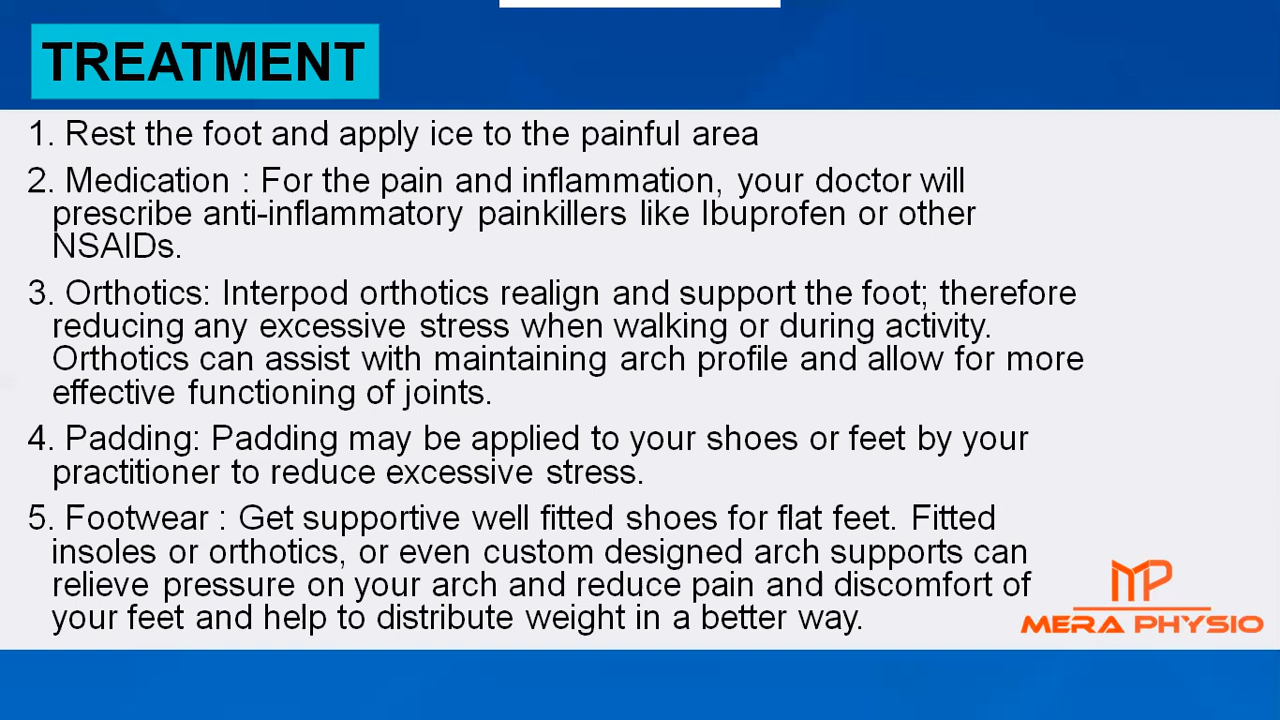 TREATMENT
1. Rest the foot and apply ice to the painful area
2. Medication : For the pain and inflammation, your doctor will
prescribe anti-inflammatory painkillers like Ibuprofen or other
NSAIDs.
3. Orthotics: Interpod orthotics realign and support the foot; therefore
reducing any excessive stress when walking or during activity.
Orthotics can assist with maintaining arch profile and allow for more
effective functioning of joints.
4. Padding: Padding may be applied to your shoes or feet by your
practitioner to reduce excessive stress.
5. Footwear : Get supportive well fitted shoes for flat feet. Fitted
insoles or orthotics, or even custom designed arch supports can
relieve pressure on your arch and reduce pain and discomfort of
your feet and help to distribute weight in a better way.
MP
MERA PHYSIO